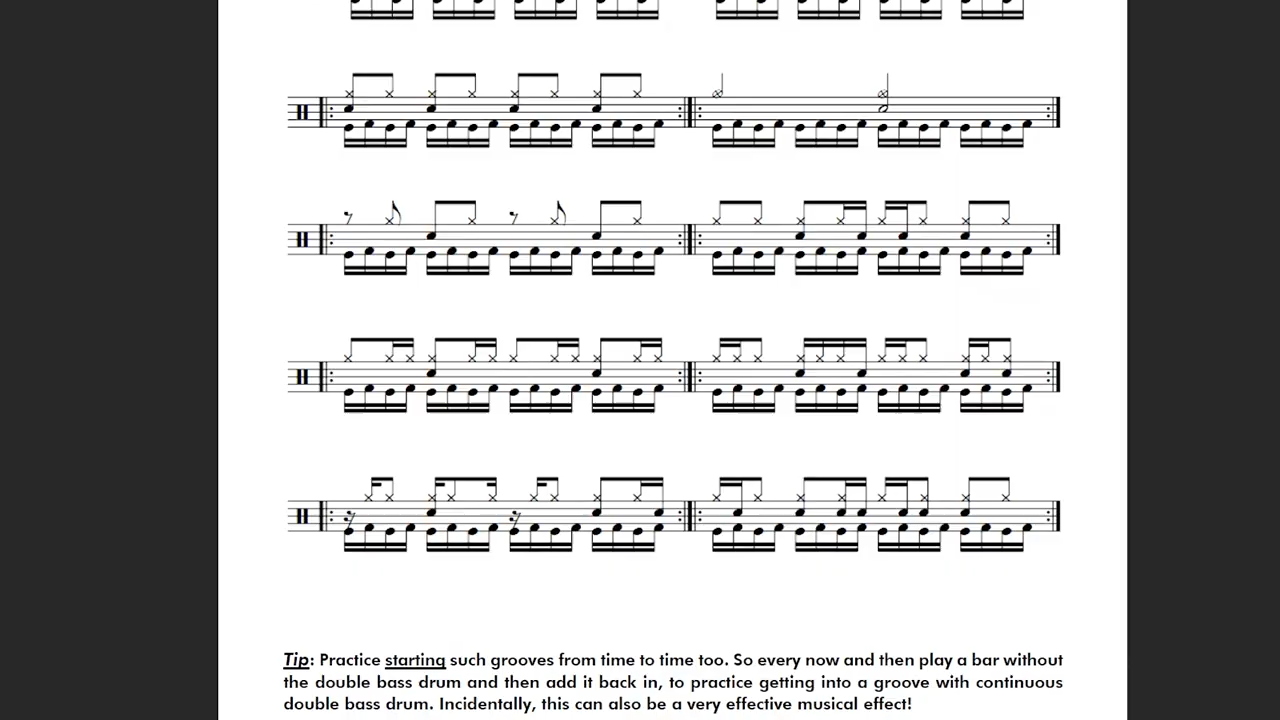 Tip: Practice starting such grooves from time to time too. So every now and then play a bar without
the double bass drum and then add it back in, to practice getting into a groove with continuous
double bass drum. Incidentally, this can also be a very effective musical effect!